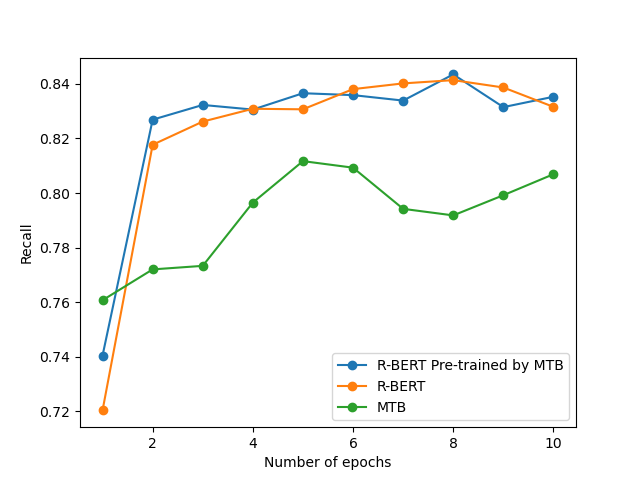 0.84
0.82
0.80
0.78
0.76
0.74
0.72
Recall
R-BERT Pre-trained by MTB
R-BERT
MTB
2 4 6 8 10
Number of epochs